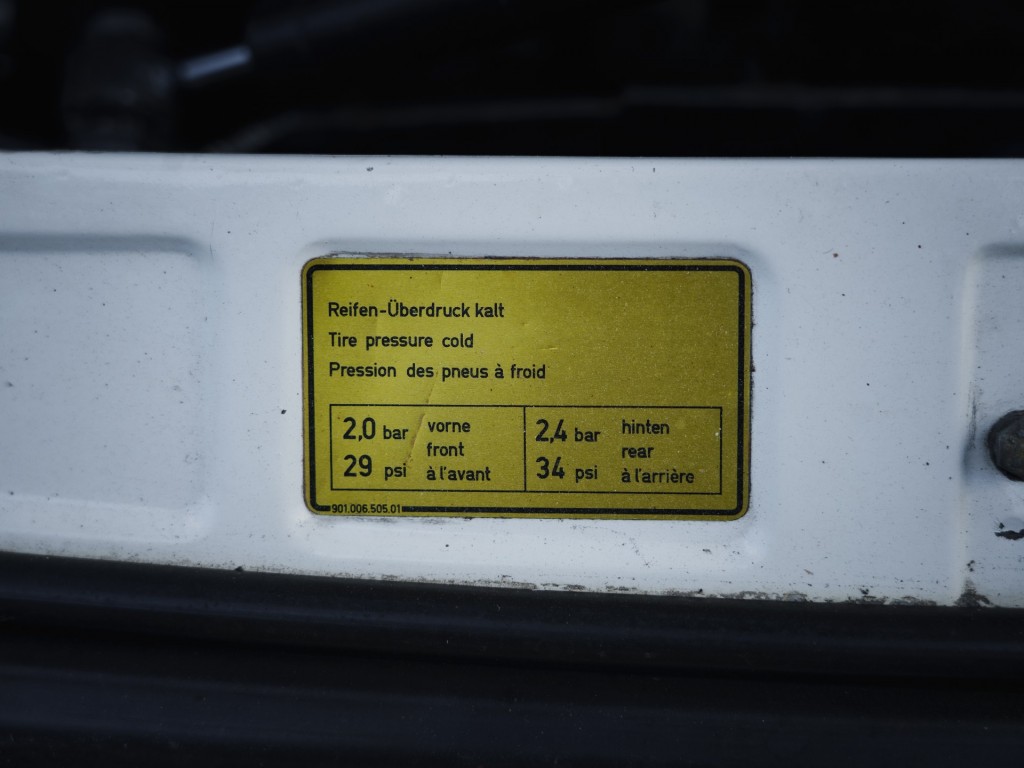 Reifen-Überdruck kalt
Tire pressure cold
Pression des pneus à froid
2,0 bar vorne
front
29 psi à l'avant
2,4 bar hinten
rear
34 psi à l'arrière
901.006.505.01